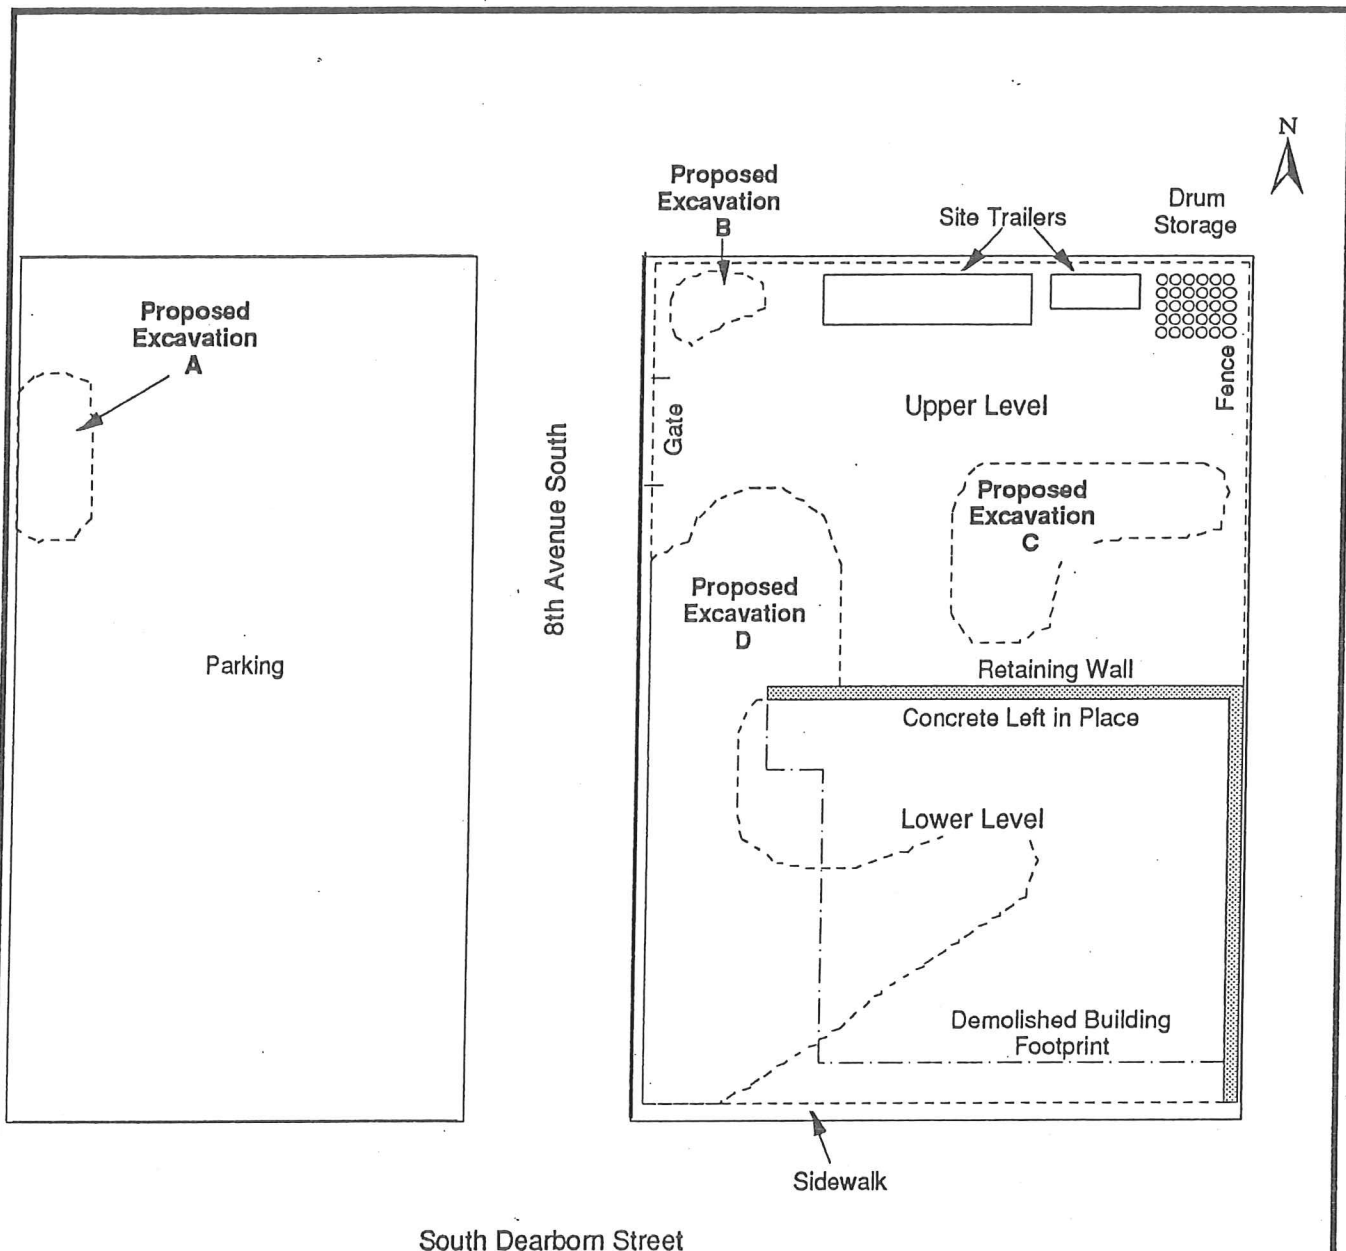 N
Proposed
Excavation
B
Site Trailers
Drum
Storage
Proposed
Excavation
A
Fence
Upper Level
Gate
8th Avenue South
Proposed
Excavation
C
Proposed
Excavation
D
Parking
Retaining Wall
Concrete Left in Place
Lower Level
Demolished Building
Footprint
Sidewalk
South Dearborn Street